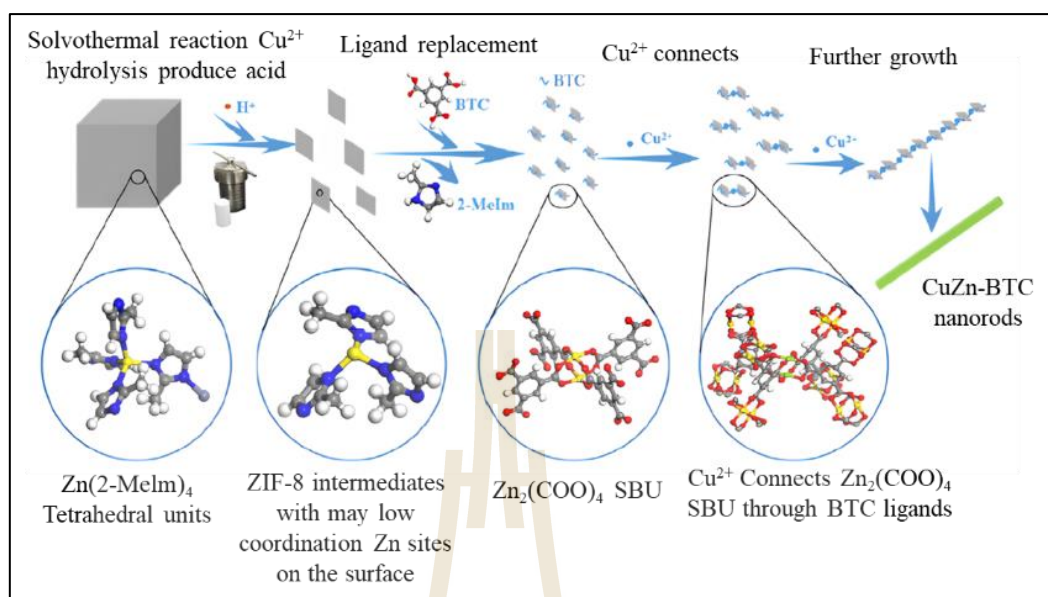 Solvothermal reaction Cu²⁺
hydrolysis produce acid
Ligand replacement
Cu²⁺ connects
Further growth
H⁺
BTC
2-MeIm
BTC
Cu²⁺
Cu²⁺
CuZn-BTC
nanorods
Zn(2-MeIm)₄
Tetrahedral units
ZIF-8 intermediates
with may low
coordination Zn sites
on the surface
Zn₂(COO)₄ SBU
Cu²⁺ Connects Zn₂(COO)₄
SBU through BTC ligands